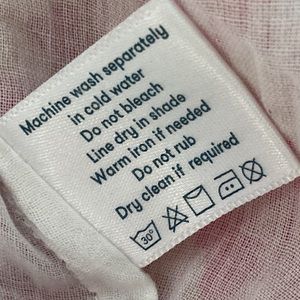 Machine wash separately
in cold water
Do not bleach
Line dry in shade
Warm iron if needed
Do not rub
Dry clean if required
30°